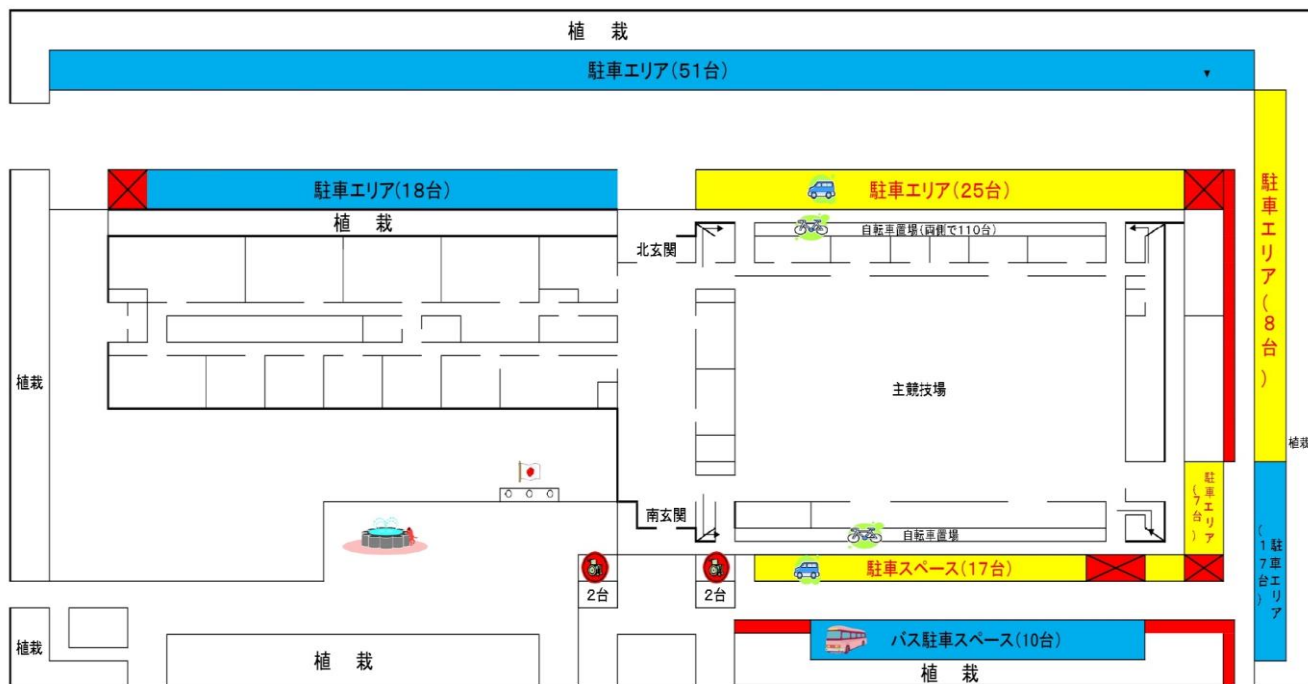 植　栽
駐車エリア(51台)
駐車エリア(18台)
駐車エリア(25台)
駐車エリア(8台)
植　栽
自転車置場(両側で110台)
北玄関
植栽
主競技場
植栽
駐車エリア
(7台)
南玄関
自転車置場
駐車エリア
(17台)
駐車スペース(17台)
2台
2台
バス駐車スペース(10台)
植栽
植　栽
植　栽